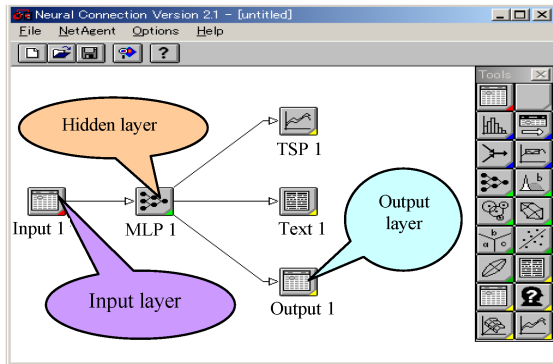 Neural Connection Version 2.1 - [untitled]
File NetAgent Options Help
?
Tools
Hidden layer
TSP 1
Input 1
MLP 1
Text 1
Output
layer
Input layer
Output 1
b
b
a c
?